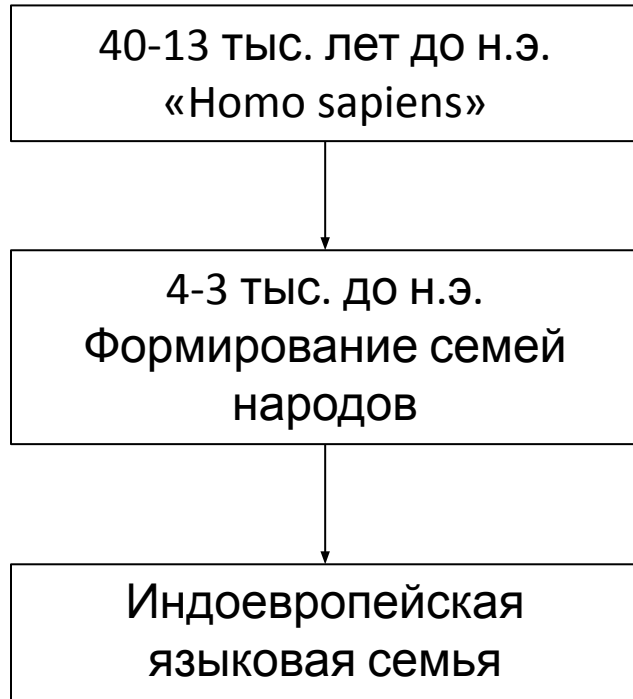 40-13 тыс. лет до н.э.
«Homo sapiens»
4-3 тыс. до н.э.
Формирование семей
народов
Индоевропейская
языковая семья